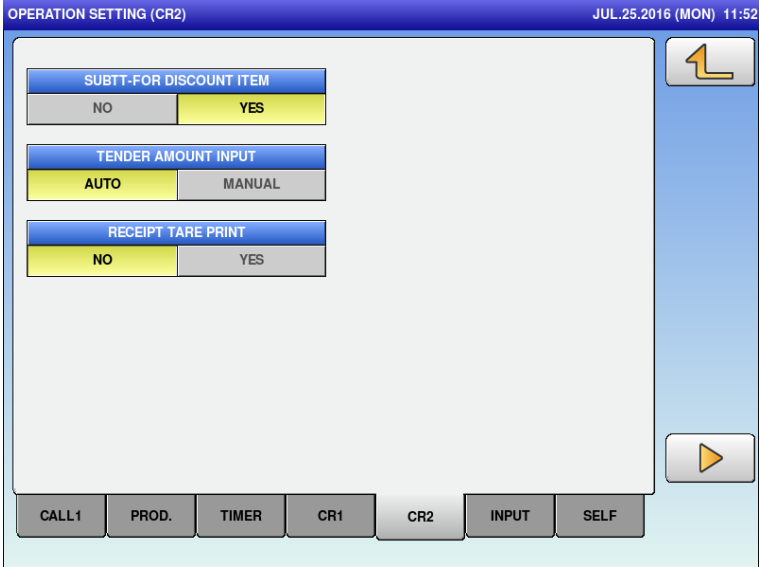 OPERATION SETTING (CR2) JUL.25.2016 (MON) 11:52
SUBTT-FOR DISCOUNT ITEM
NO YES
TENDER AMOUNT INPUT
AUTO MANUAL
RECEIPT TARE PRINT
NO YES
CALL1 PROD. TIMER CR1 CR2 INPUT SELF